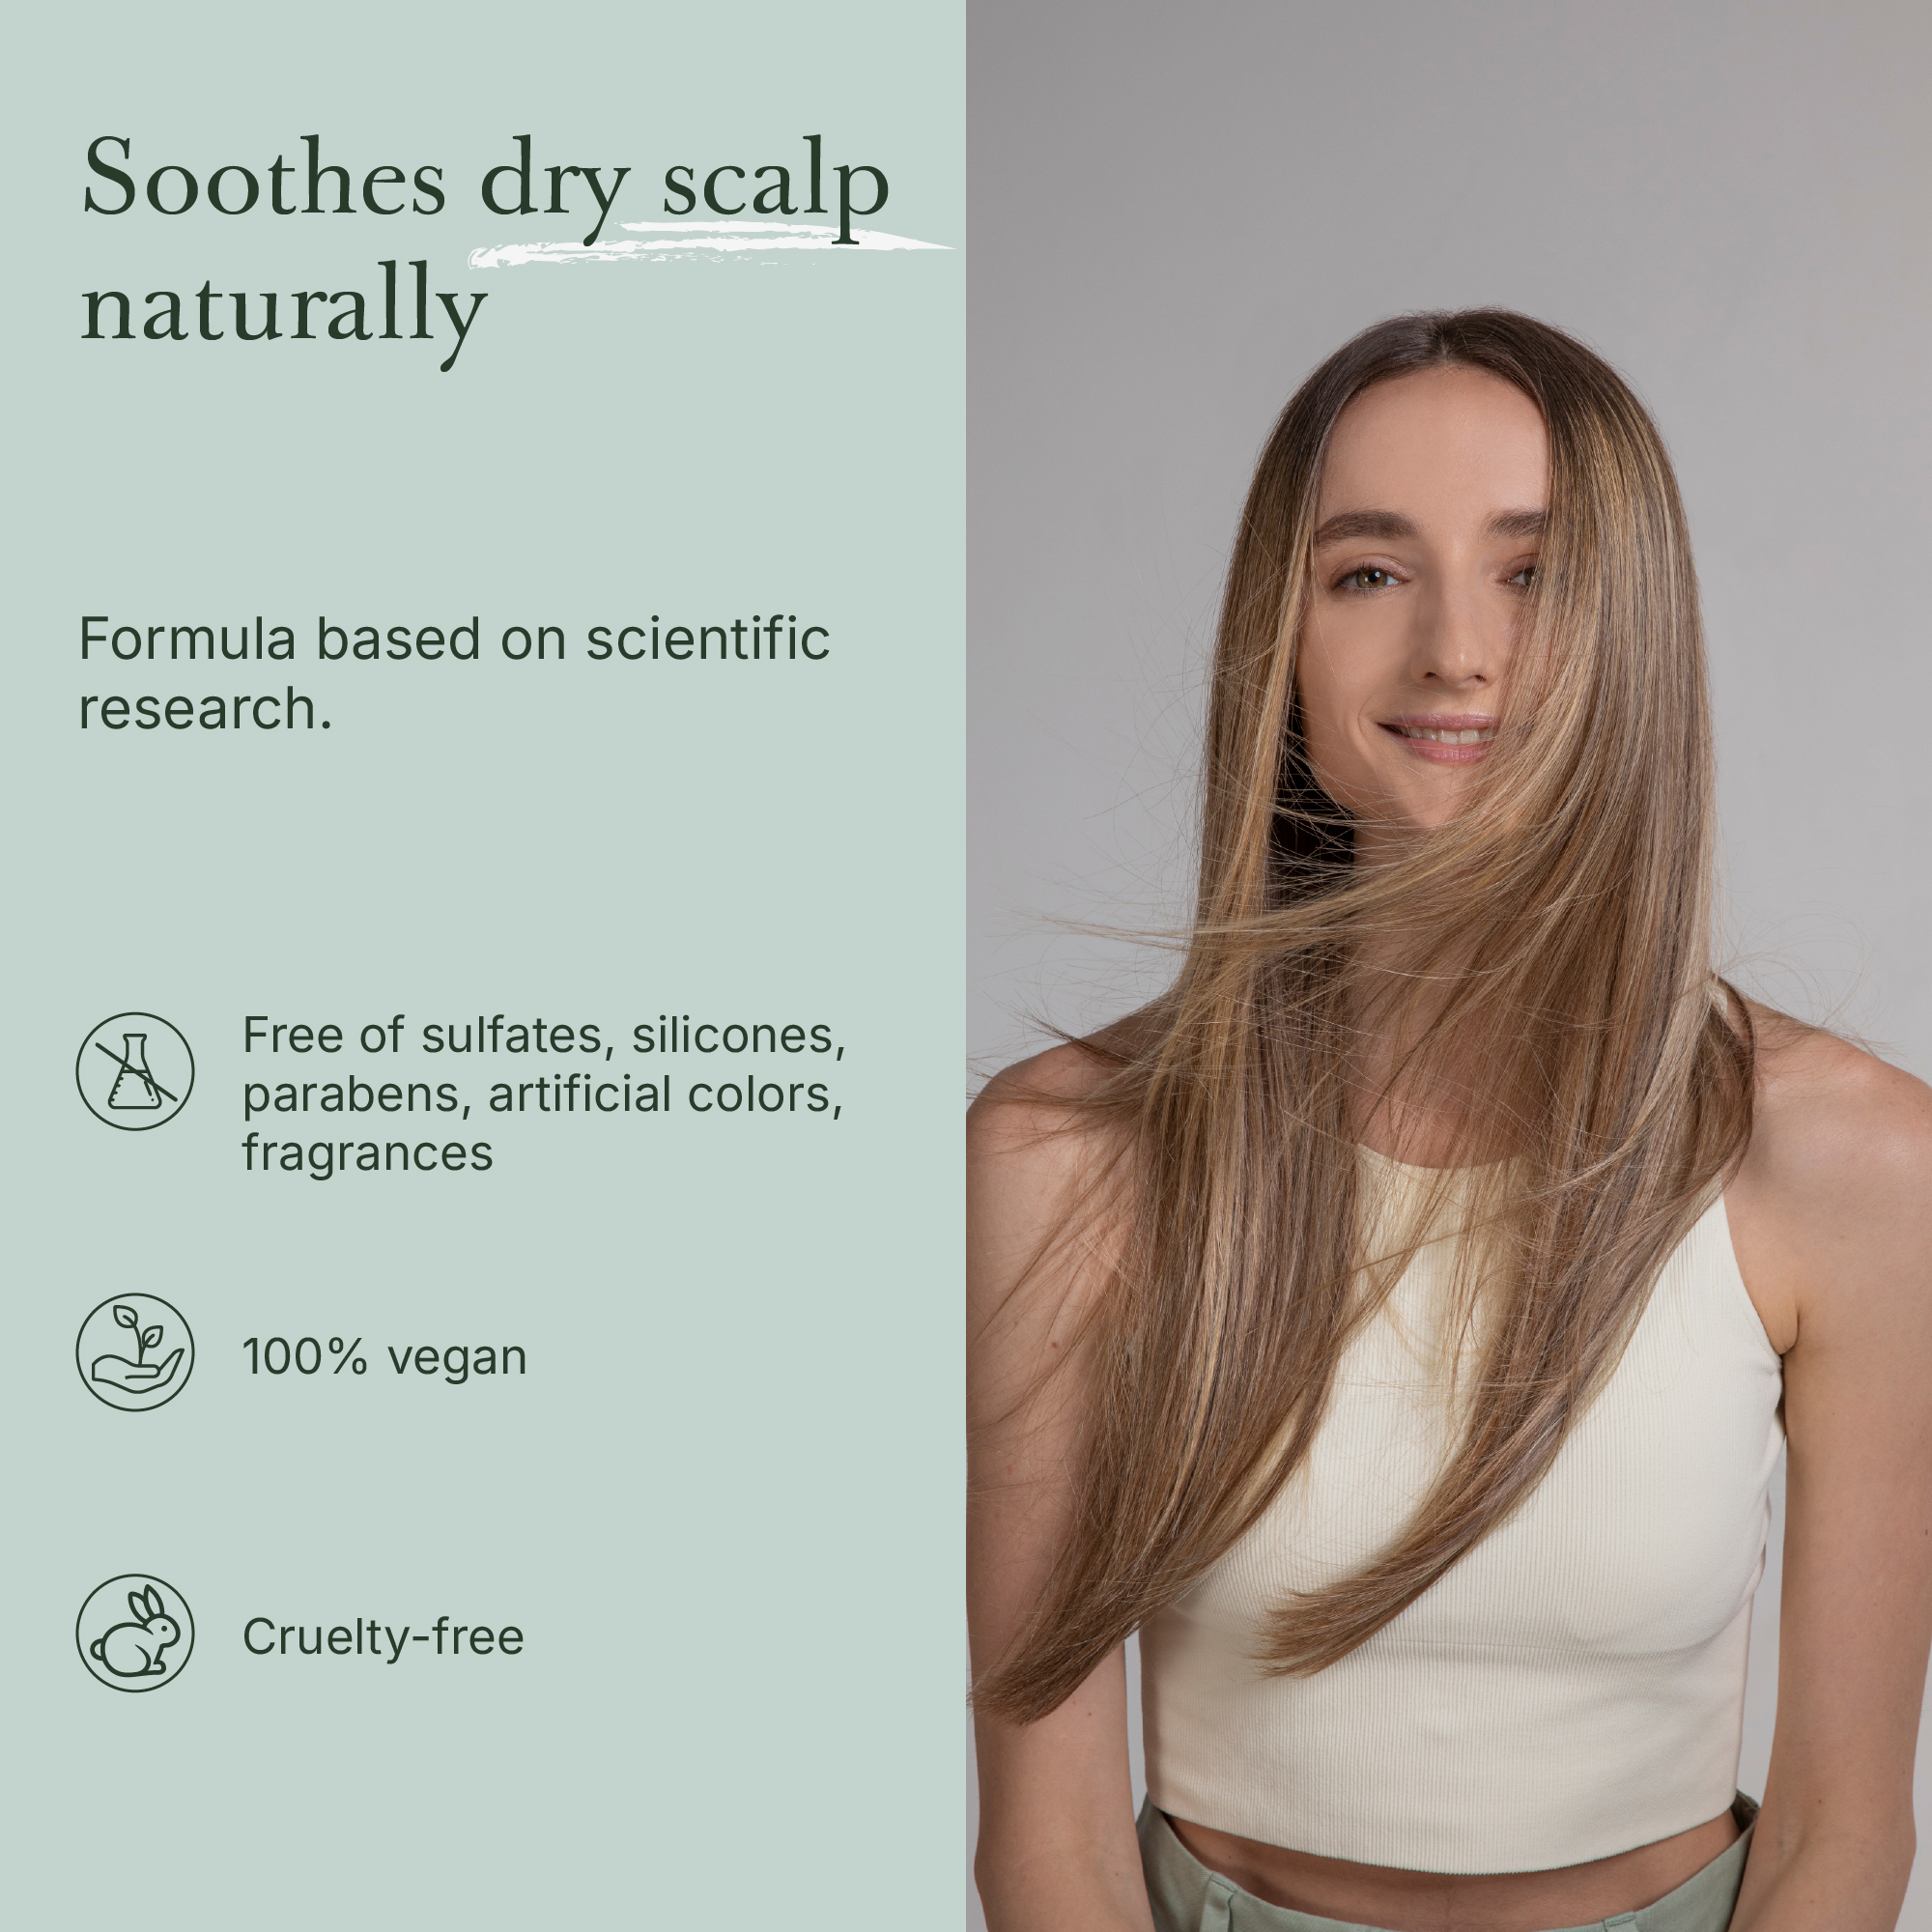 Soothes dry scalp
naturally
Formula based on scientific
research.
Free of sulfates, silicones,
parabens, artificial colors,
fragrances
100% vegan
Cruelty-free